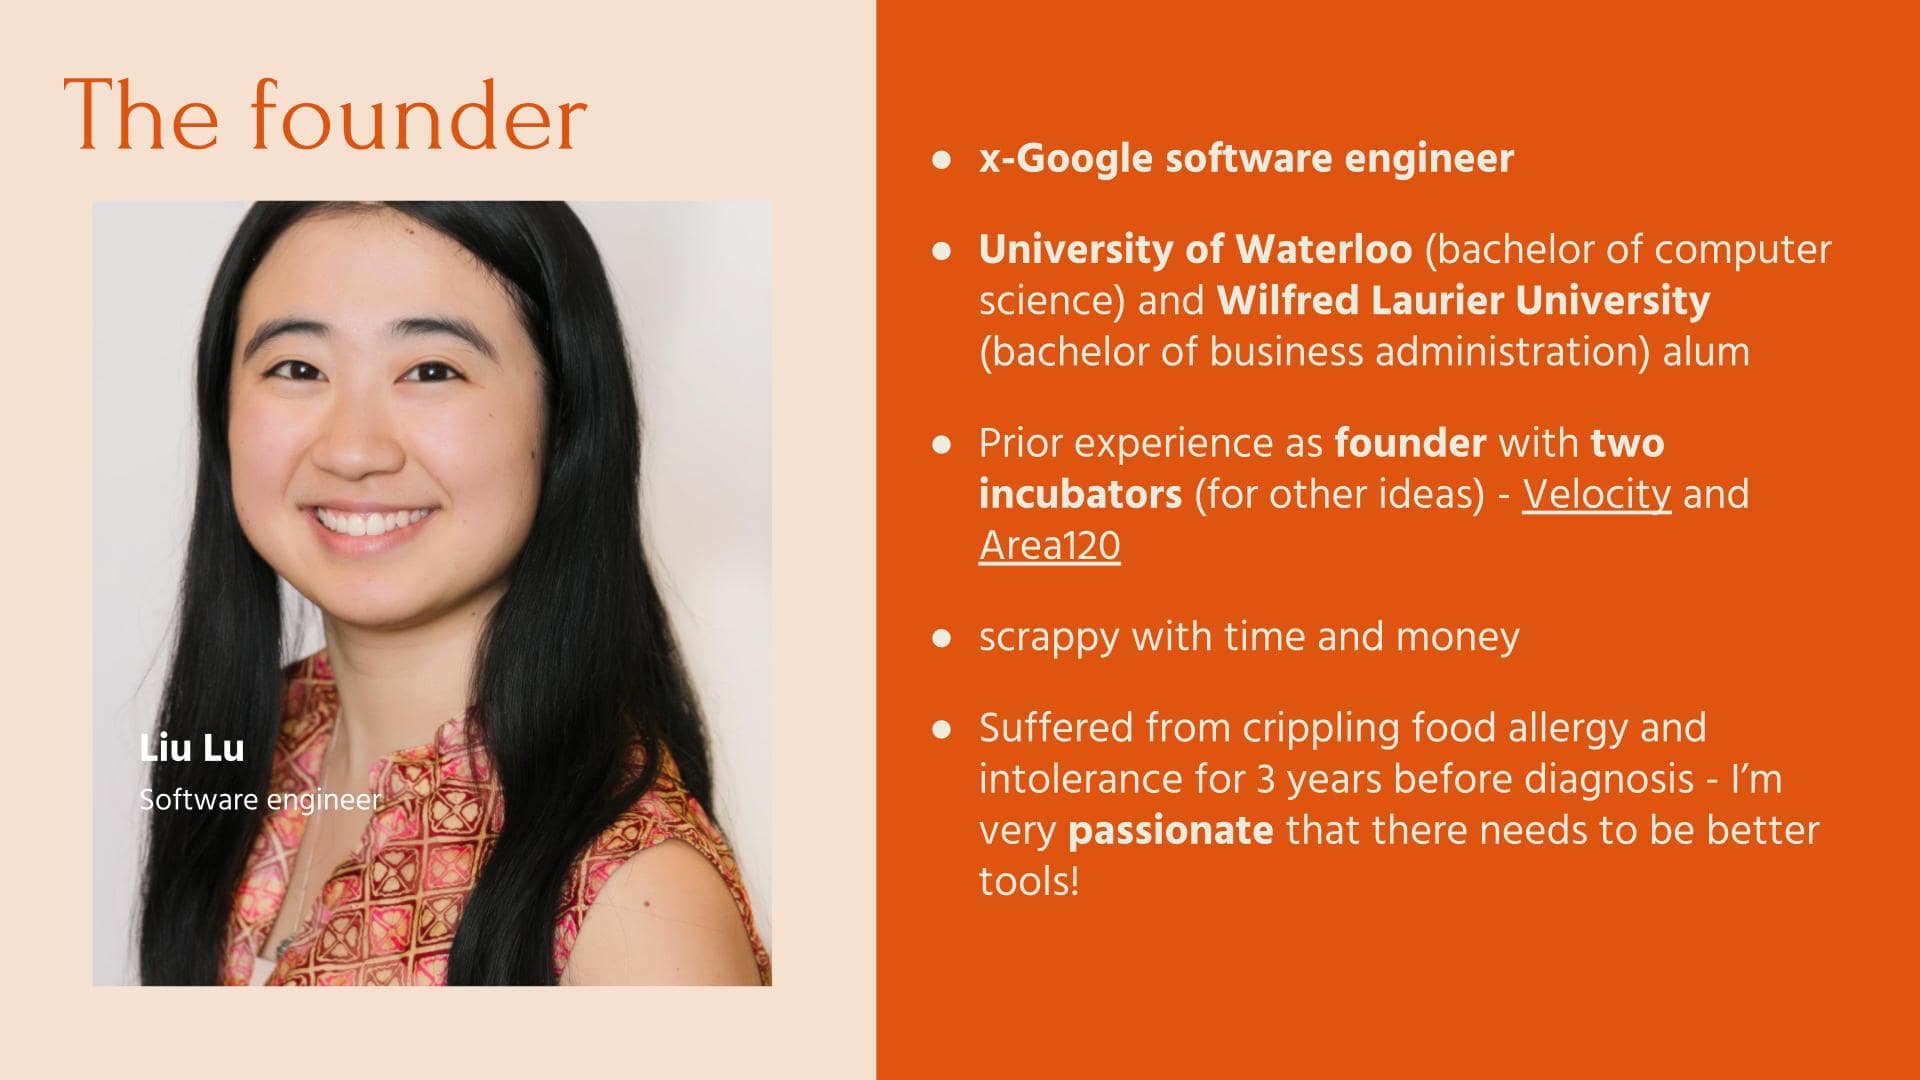 The founder
Liu Lu
Software engineer
● x-Google software engineer
● University of Waterloo (bachelor of computer
science) and Wilfred Laurier University
(bachelor of business administration) alum
● Prior experience as founder with two
incubators (for other ideas) - Velocity and
Area120
● scrappy with time and money
● Suffered from crippling food allergy and
intolerance for 3 years before diagnosis - I’m
very passionate that there needs to be better
tools!